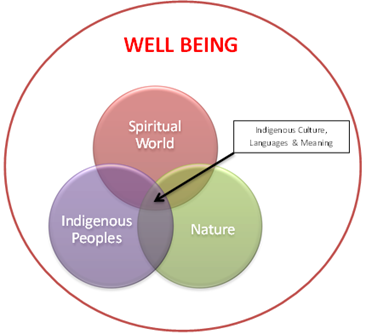 WELL BEING
Spiritual
World
Indigenous Culture,
Languages & Meaning
Indigenous
Peoples
Nature